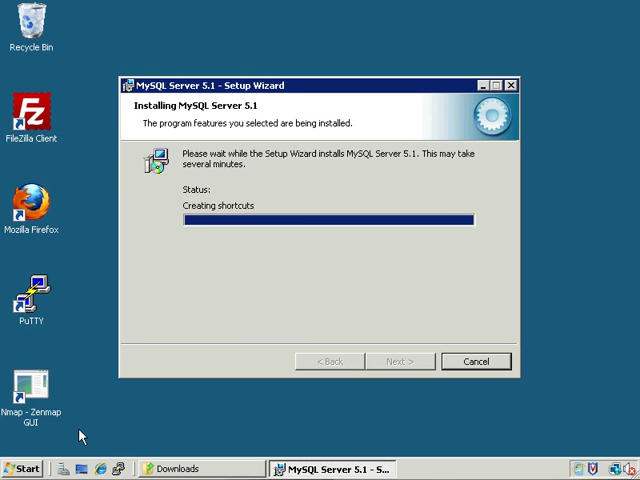 Recycle Bin
FileZilla Client
Mozilla Firefox
PuTTY
Nmap - Zenmap
GUI
MySQL Server 5.1 - Setup Wizard
Installing MySQL Server 5.1
The program features you selected are being installed.
Please wait while the Setup Wizard installs MySQL Server 5.1. This may take
several minutes.
Status:
Creating shortcuts
< Back
Next >
Cancel
Start
Downloads
MySQL Server 5.1 - S...